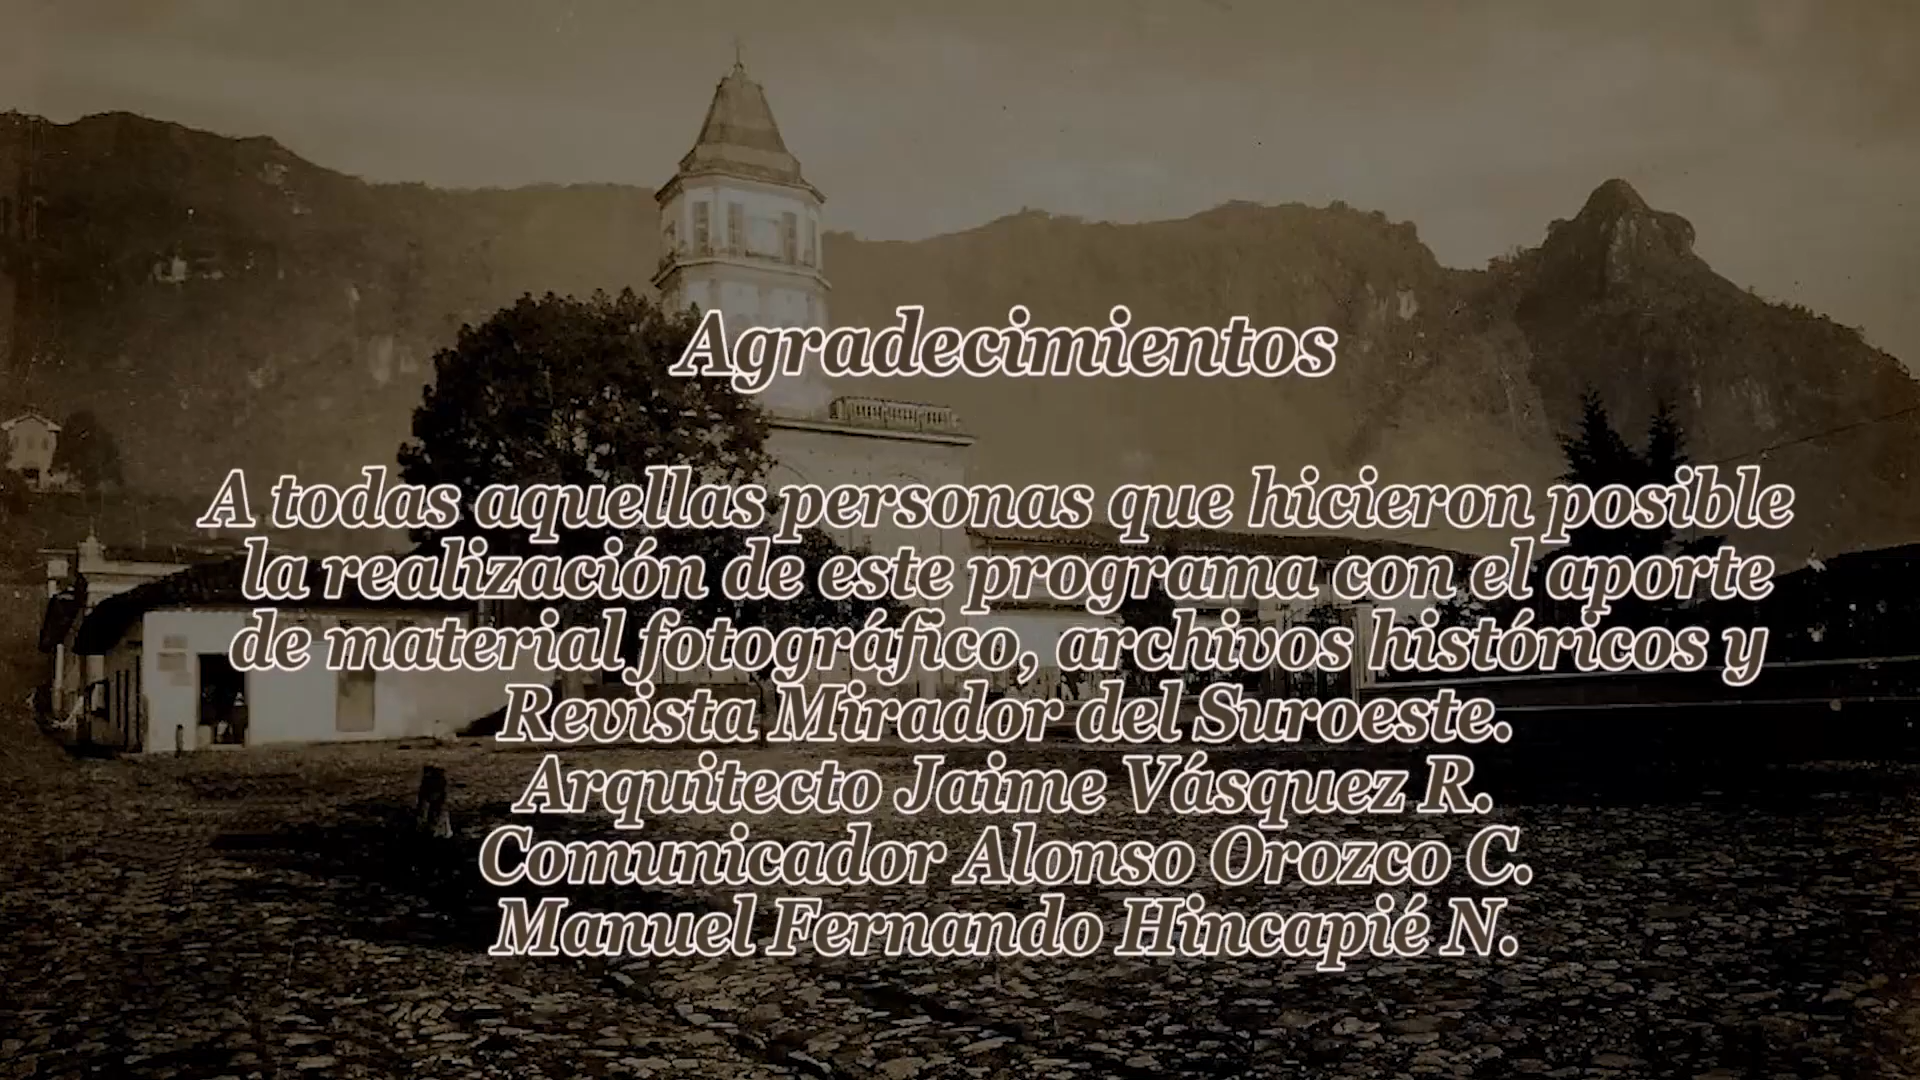 Agradecimientos
A todas aquellas personas que hicieron posible
la realización de este programa con el aporte
de material fotográfico, archivos históricos y
Revista Mirador del Suroeste.
Arquitecto Jaime Vásquez R.
Comunicador Alonso Orozco C.
Manuel Fernando Hincapié N.